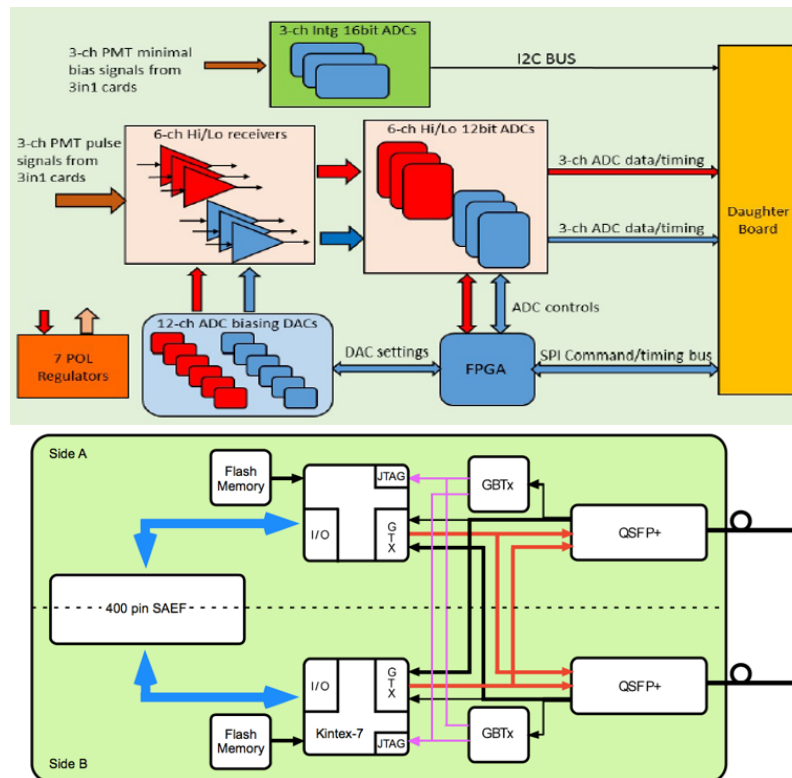 3-ch Intg 16bit ADCs
3-ch PMT minimal
bias signals from
3in1 cards
I2C BUS
6-ch Hi/Lo receivers
6-ch Hi/Lo 12bit ADCs
3-ch PMT pulse
signals from
3in1 cards
3-ch ADC data/timing
3-ch ADC data/timing
Daughter
Board
ADC controls
12-ch ADC biasing DACs
7 POL
Regulators
DAC settings
FPGA
SPI Command/timing bus
Side A
Flash
Memory
JTAG
GBTx
I/O
G
T
X
QSFP+
400 pin SAEF
I/O
G
T
X
QSFP+
Flash
Memory
Kintex-7
JTAG
GBTx
Side B